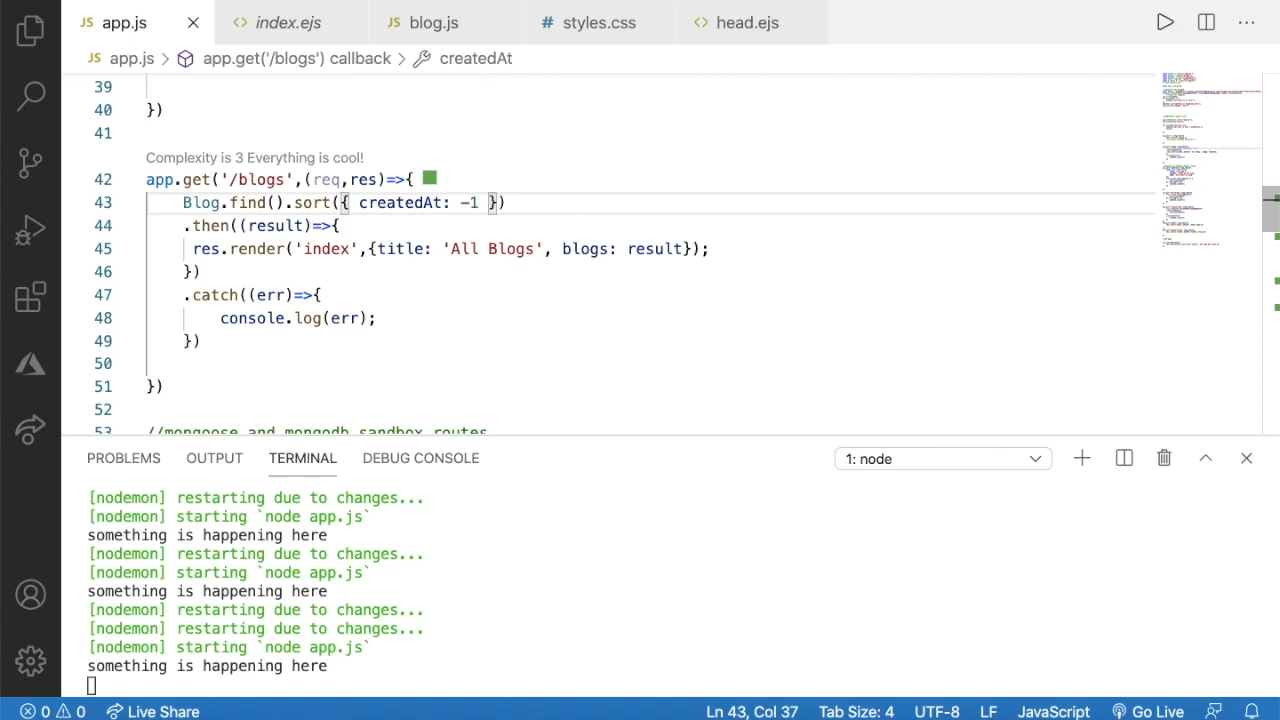 JS app.js
<> index.ejs
JS blog.js
# styles.css
<> head.ejs
JS app.js > app.get('/blogs') callback > createdAt
39
40 })
41
Complexity is 3 Everything is cool!
42 app.get('/blogs', (req,res)=>{
43 Blog.find().sort({ createdAt: -1 })
44 .then((result)=>{
45 res.render('index',{title: 'All Blogs', blogs: result});
46 })
47 .catch((err)=>{
48 console.log(err);
49 })
50
51 })
52
53 //mongoose and mongodb sandbox routes
PROBLEMS OUTPUT TERMINAL DEBUG CONSOLE 1: node
[nodemon] restarting due to changes...
[nodemon] starting `node app.js`
something is happening here
[nodemon] restarting due to changes...
[nodemon] starting `node app.js`
something is happening here
[nodemon] restarting due to changes...
[nodemon] restarting due to changes...
[nodemon] starting `node app.js`
something is happening here
0 0 Live Share Ln 43, Col 37 Tab Size: 4 UTF-8 LF JavaScript Go Live